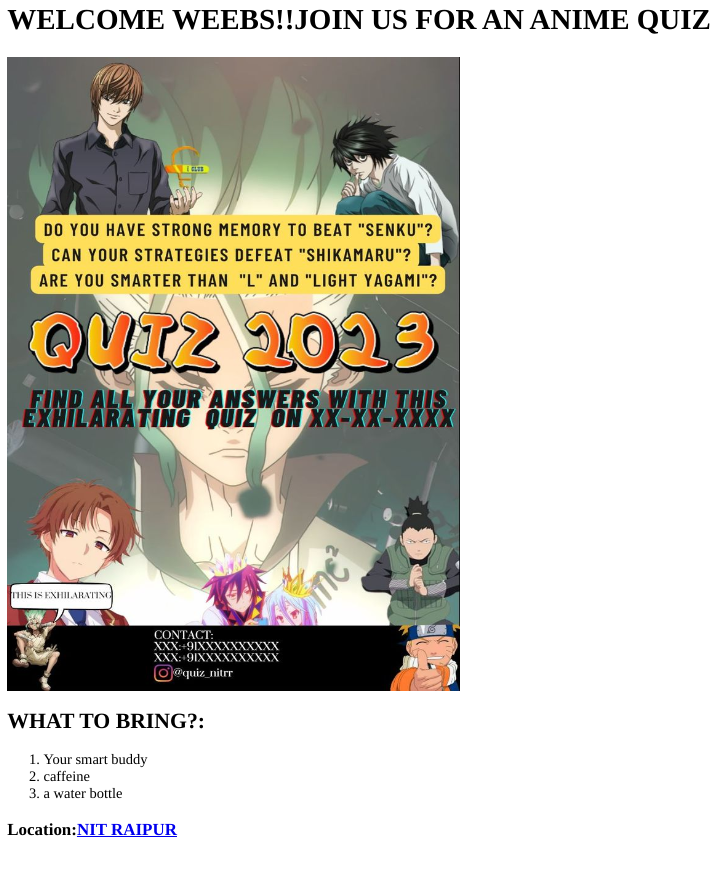 WELCOME WEEBS!!JOIN US FOR AN ANIME QUIZ
CLUB
DO YOU HAVE STRONG MEMORY TO BEAT "SENKU"?
CAN YOUR STRATEGIES DEFEAT "SHIKAMARU"?
ARE YOU SMARTER THAN "L" AND "LIGHT YAGAMI"?
QUIZ 2023
FIND ALL YOUR ANSWERS WITH THIS
EXHILARATING QUIZ ON XX-XX-XXXX
mc²
THIS IS EXHILARATING
CONTACT:
XXX:+91XXXXXXXXXX
XXX:+91XXXXXXXXXX
@quiz_nitrr
WHAT TO BRING?:
1. Your smart buddy
2. caffeine
3. a water bottle
Location:NIT RAIPUR